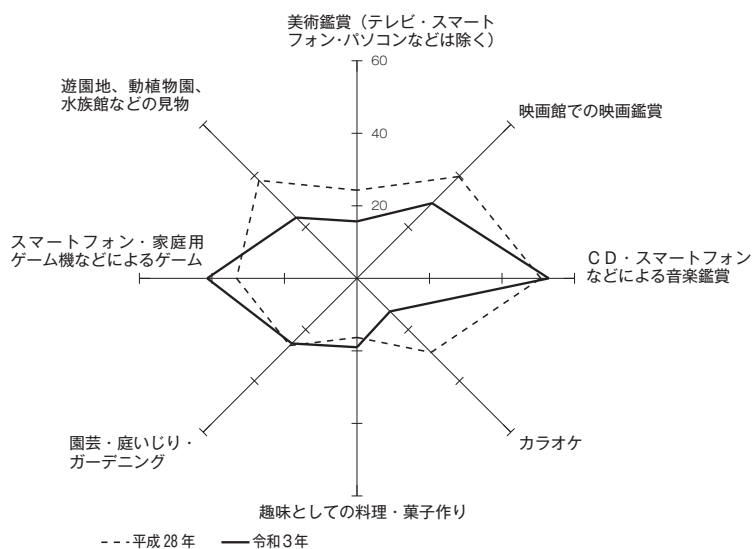 美術鑑賞（テレビ・スマート
フォン・パソコンなどは除く）
60
遊園地、動植物園、
水族館などの見物
映画館での映画鑑賞
40
20
スマートフォン・家庭用
ゲーム機などによるゲーム
ＣＤ・スマートフォン
などによる音楽鑑賞
園芸・庭いじり・
ガーデニング
カラオケ
趣味としての料理・菓子作り
平成28年 令和３年